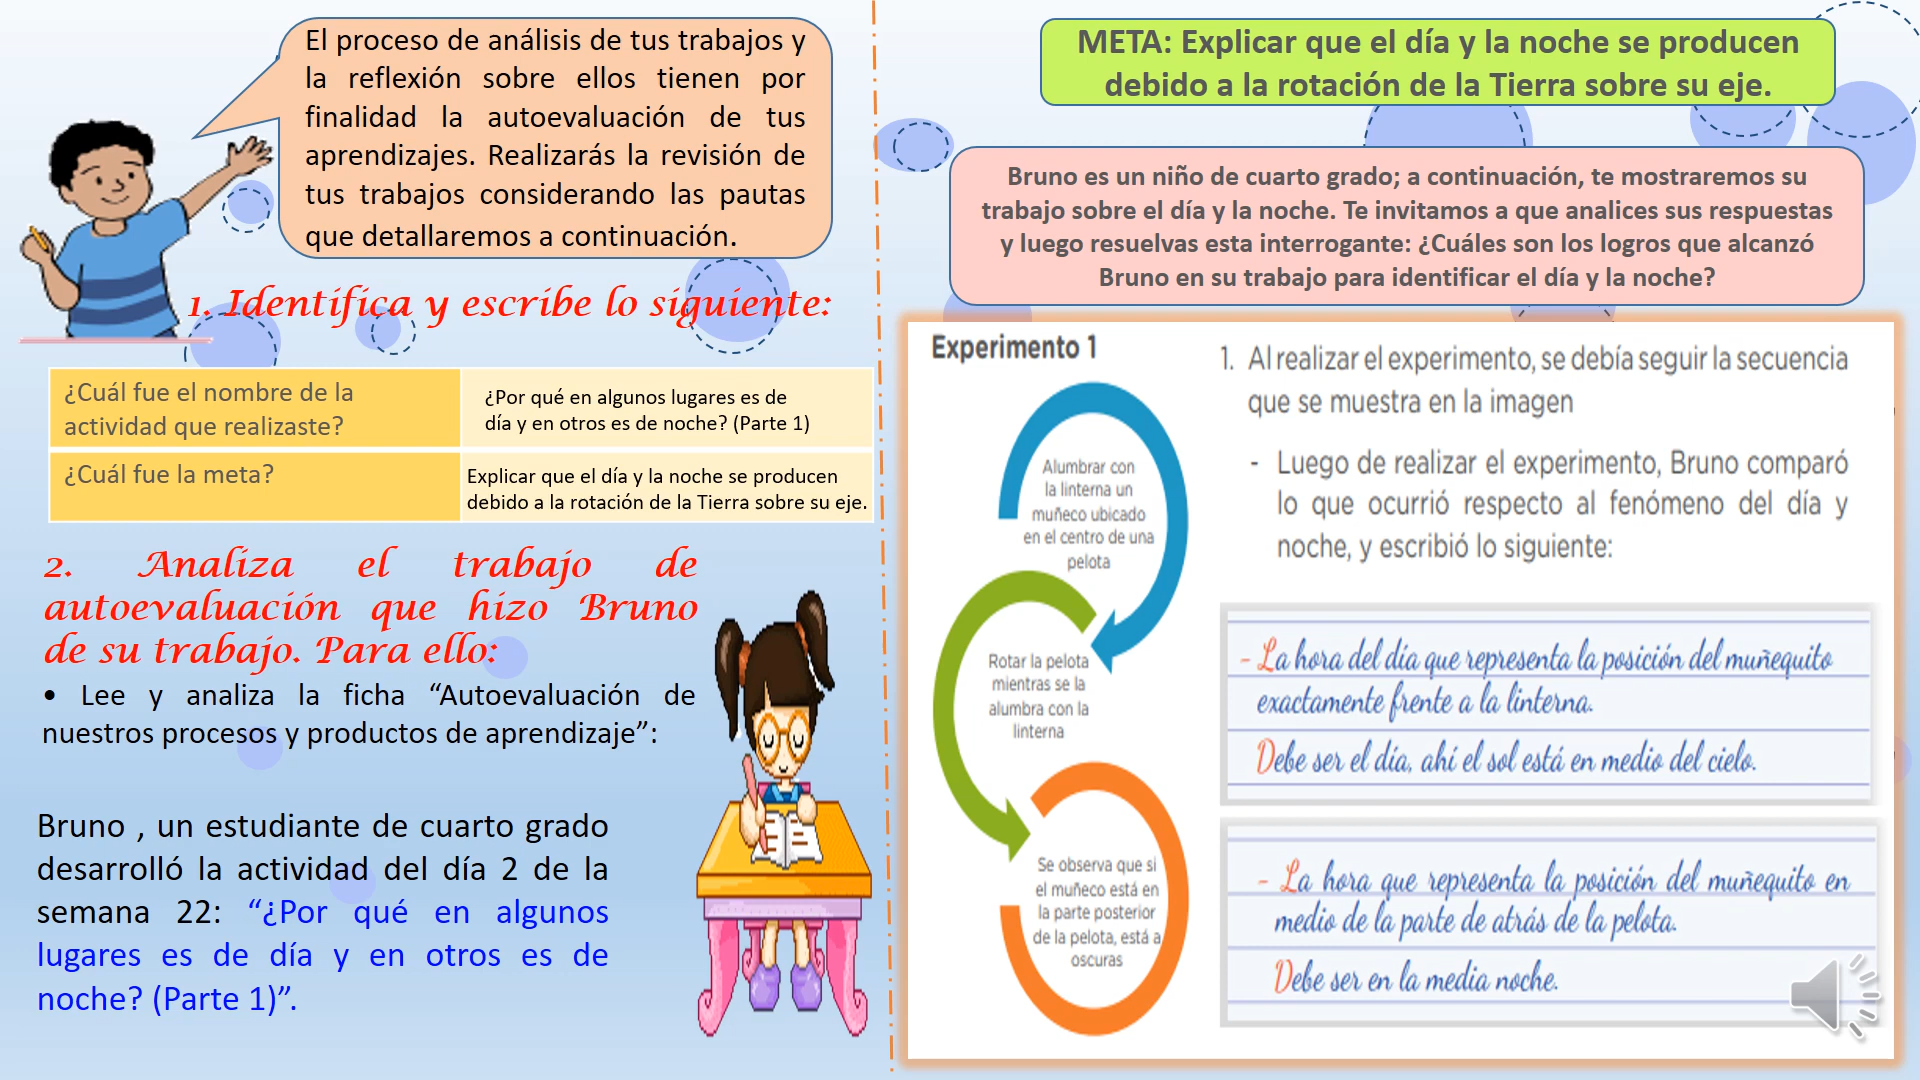 El proceso de análisis de tus trabajos y
la reflexión sobre ellos tienen por
finalidad la autoevaluación de tus
aprendizajes. Realizarás la revisión de
tus trabajos considerando las pautas
que detallaremos a continuación.
1. Identifica y escribe lo siguiente:
¿Cuál fue el nombre de la
actividad que realizaste?
¿Por qué en algunos lugares es de
día y en otros es de noche? (Parte 1)
¿Cuál fue la meta?
Explicar que el día y la noche se producen
debido a la rotación de la Tierra sobre su eje.
2. Analiza el trabajo de
autoevaluación que hizo Bruno
de su trabajo. Para ello:
• Lee y analiza la ficha “Autoevaluación de
nuestros procesos y productos de aprendizaje”:
Bruno , un estudiante de cuarto grado
desarrolló la actividad del día 2 de la
semana 22: “¿Por qué en algunos
lugares es de día y en otros es de
noche? (Parte 1)”.
META: Explicar que el día y la noche se producen
debido a la rotación de la Tierra sobre su eje.
Bruno es un niño de cuarto grado; a continuación, te mostraremos su
trabajo sobre el día y la noche. Te invitamos a que analices sus respuestas
y luego resuelvas esta interrogante: ¿Cuáles son los logros que alcanzó
Bruno en su trabajo para identificar el día y la noche?
Experimento 1
Alumbrar con
la linterna un
muñeco ubicado
en el centro de una
pelota
Rotar la pelota
mientras se la
alumbra con la
linterna
Se observa que si
el muñeco está en
la parte posterior
de la pelota, está a
oscuras
1. Al realizar el experimento, se debía seguir la secuencia
que se muestra en la imagen
- Luego de realizar el experimento, Bruno comparó
lo que ocurrió respecto al fenómeno del día y
noche, y escribió lo siguiente:
- La hora del día que representa la posición del muñequito
exactamente frente a la linterna.
Debe ser el día, ahí el sol está en medio del cielo.
- La hora que representa la posición del muñequito en
medio de la parte de atrás de la pelota.
Debe ser en la media noche.